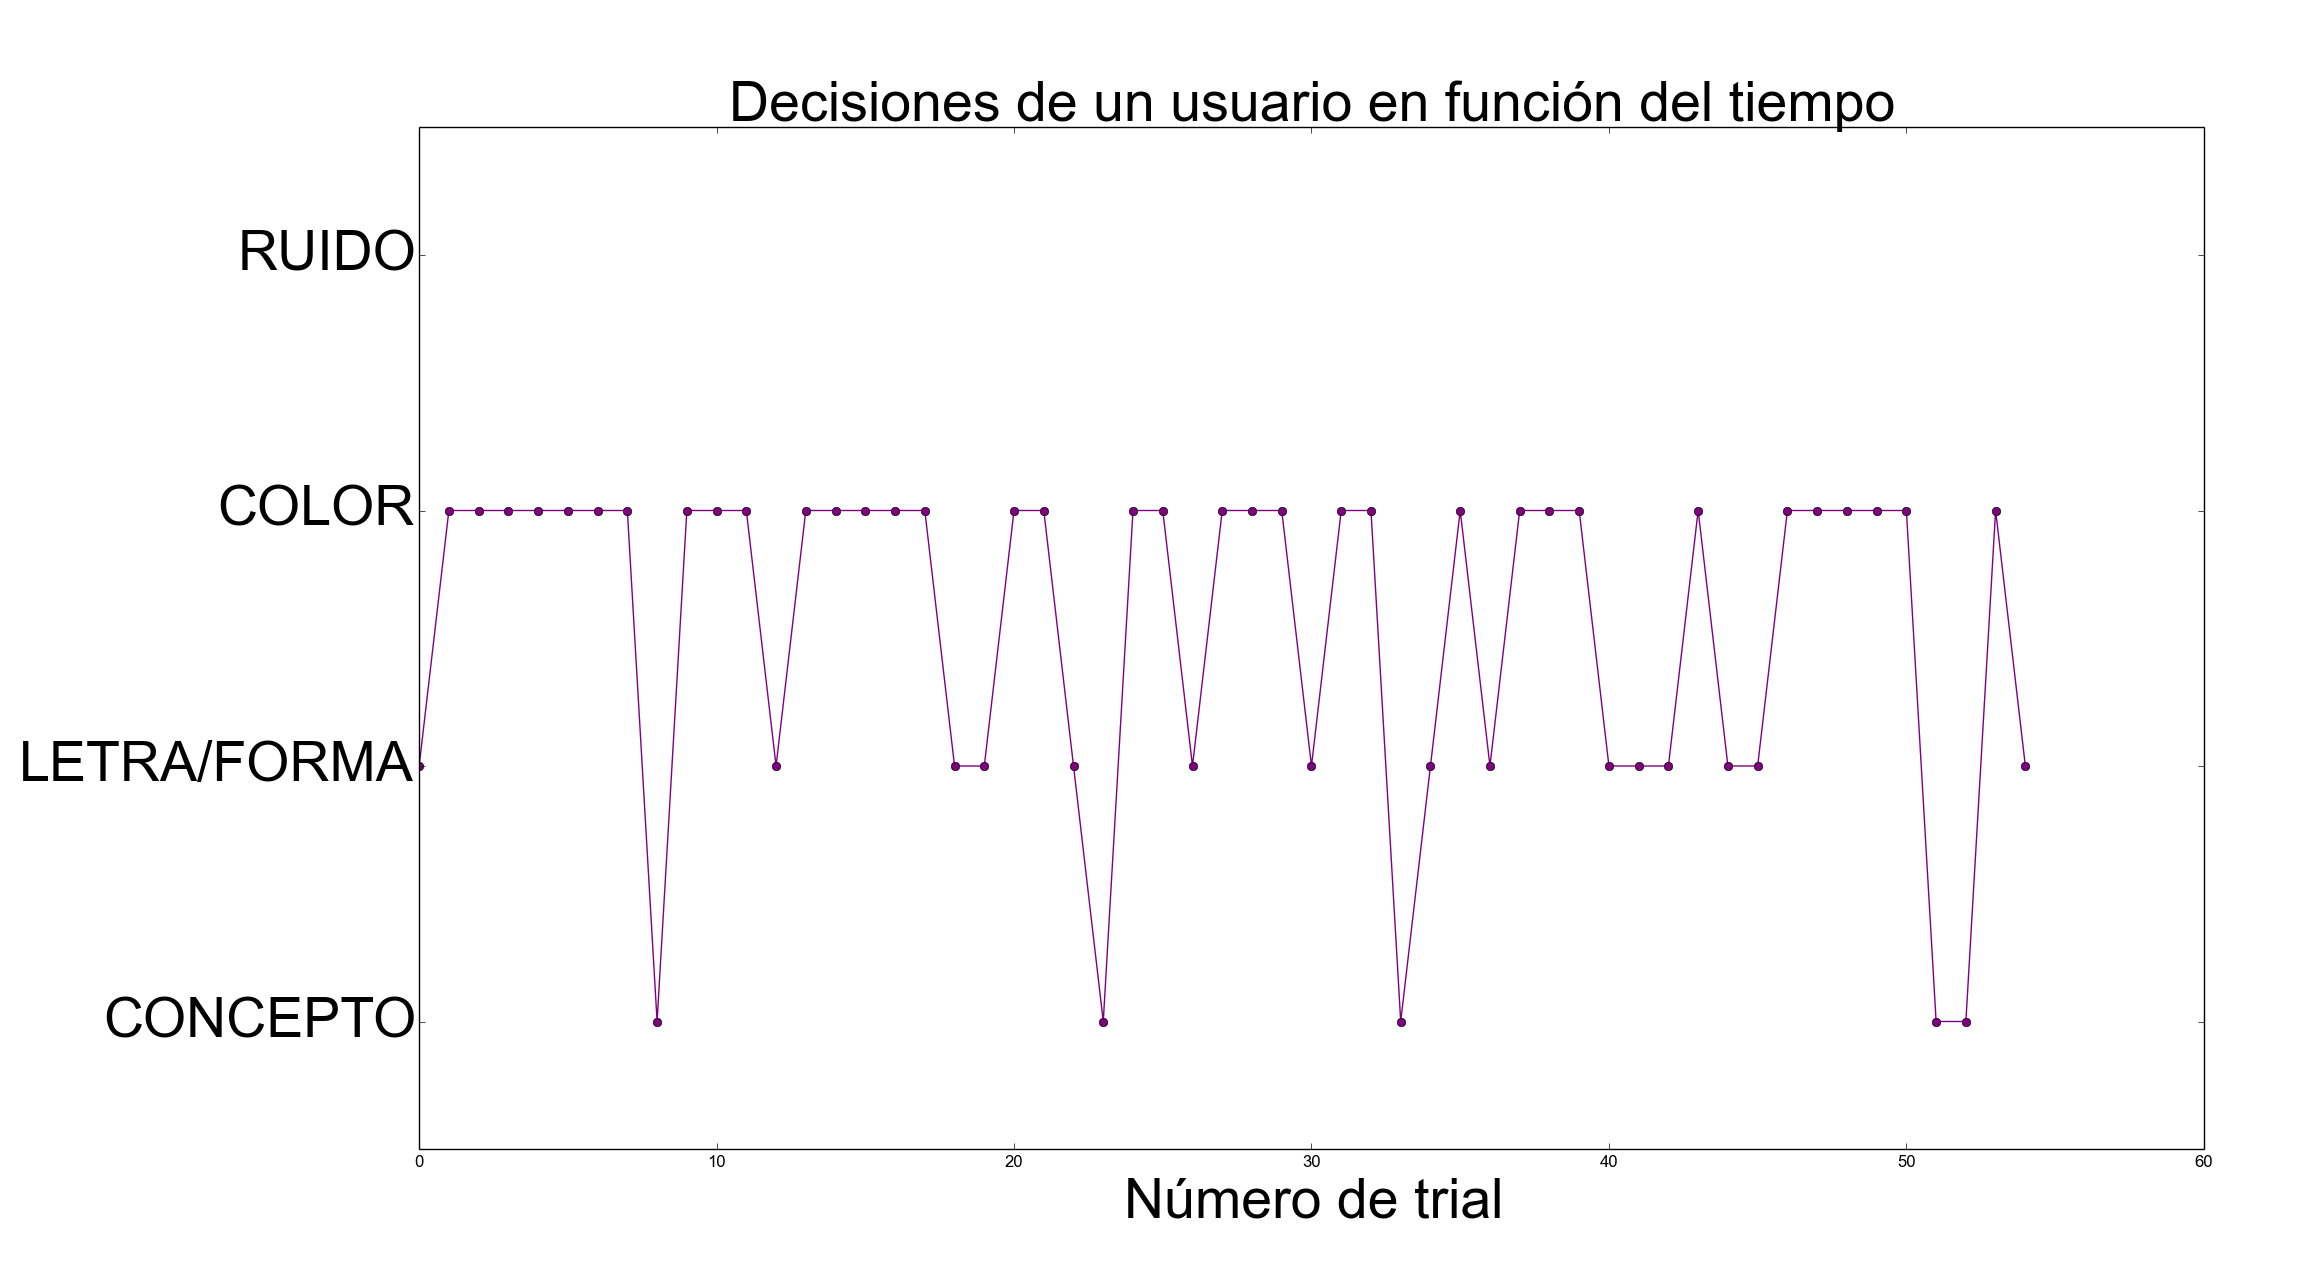 Decisiones de un usuario en función del tiempo
RUIDO
COLOR
LETRA/FORMA
CONCEPTO
0 10 20 30 40 50 60
Número de trial